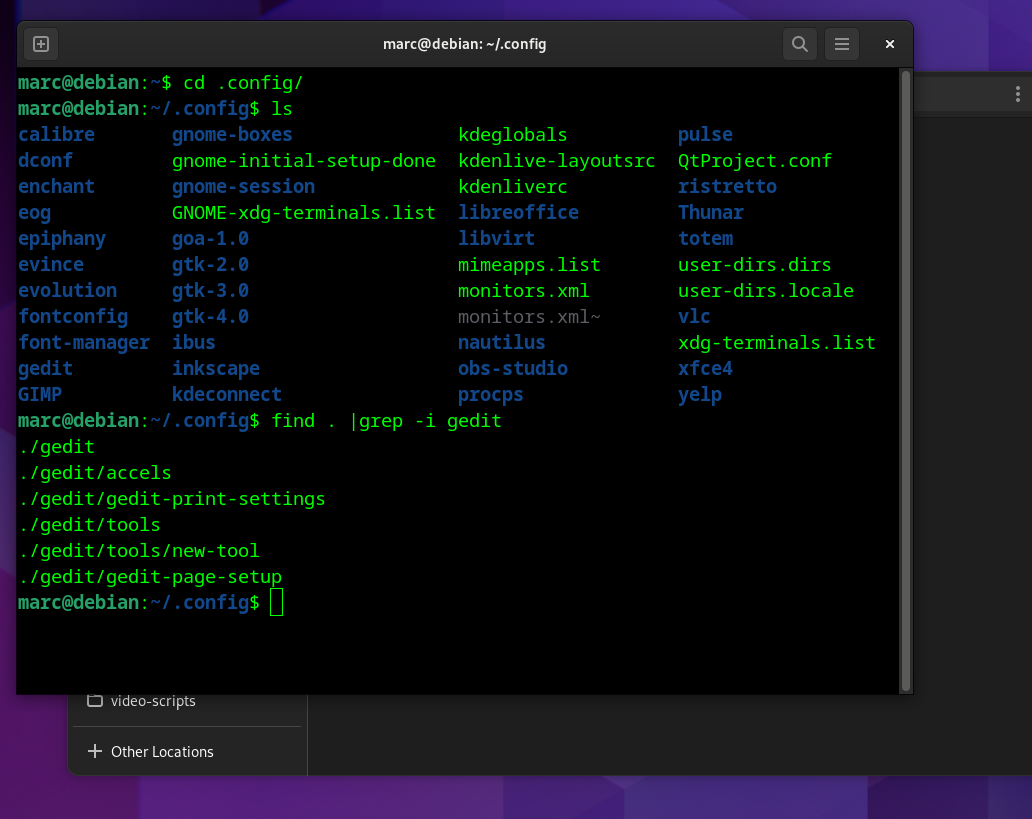 marc@debian: ~/.config
marc@debian:~$ cd .config/
marc@debian:~/.config$ ls
calibre gnome-boxes kdeglobals pulse
dconf gnome-initial-setup-done kdenlive-layoutsrc QtProject.conf
enchant gnome-session kdenliverc ristretto
eog GNOME-xdg-terminals.list libreoffice Thunar
epiphany goa-1.0 libvirt totem
evince gtk-2.0 mimeapps.list user-dirs.dirs
evolution gtk-3.0 monitors.xml user-dirs.locale
fontconfig gtk-4.0 monitors.xml~ vlc
font-manager ibus nautilus xdg-terminals.list
gedit inkscape obs-studio xfce4
GIMP kdeconnect procps yelp
marc@debian:~/.config$ find . |grep -i gedit
./gedit
./gedit/accels
./gedit/gedit-print-settings
./gedit/tools
./gedit/tools/new-tool
./gedit/gedit-page-setup
marc@debian:~/.config$
video-scripts
Other Locations